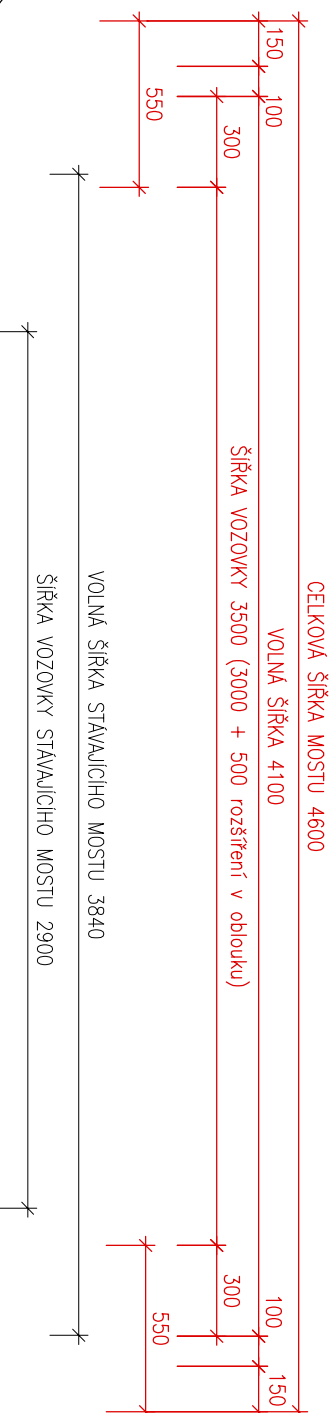 CELKOVÁ ŠÍŘKA MOSTU 4600
150
100
VOLNÁ ŠÍŘKA 4100
100
150
300
ŠÍŘKA VOZOVKY 3500 (3000 + 500 rozšíření v oblouku)
300
550
550
VOLNÁ ŠÍŘKA STÁVAJÍCÍHO MOSTU 3840
ŠÍŘKA VOZOVKY STÁVAJÍCÍHO MOSTU 2900